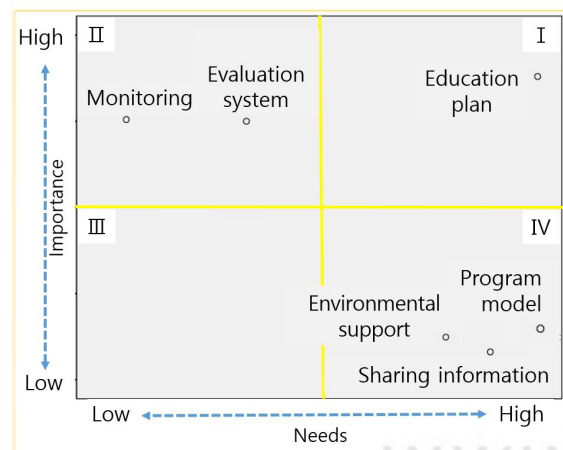 Ⅱ
Ⅰ
High
Evaluation
system
Education
plan
Monitoring
Importance
Ⅲ
Ⅳ
Program
model
Environmental
support
Sharing information
Low
Low
High
Needs